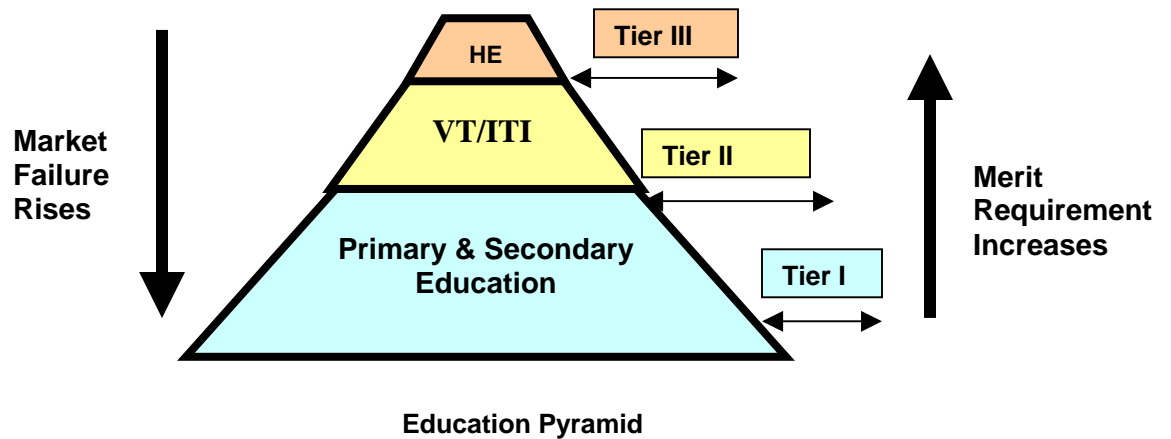 HE
Tier III
Market
Failure
Rises
VT/ITI
Tier II
Merit
Requirement
Increases
Primary & Secondary
Education
Tier I
Education Pyramid